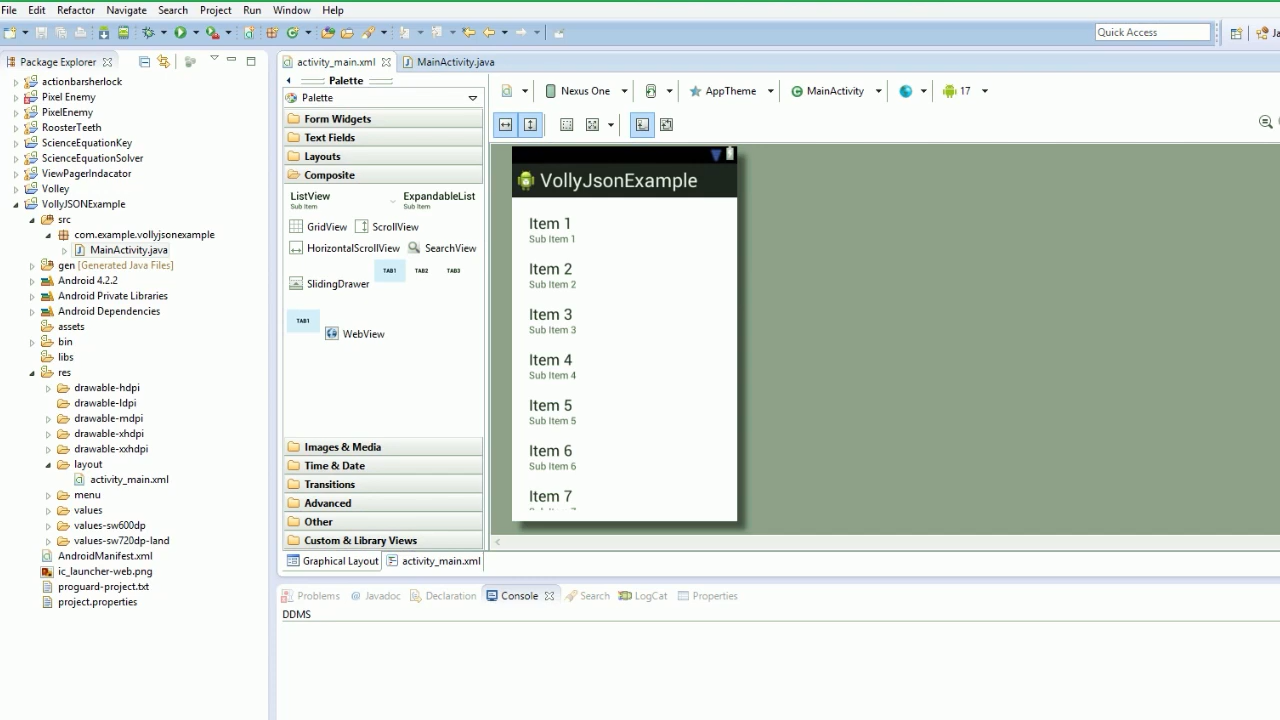 File Edit Refactor Navigate Search Project Run Window Help
Quick Access
Package Explorer
actionbarsherlock
Pixel Enemy
PixelEnemy
RoosterTeeth
ScienceEquationKey
ScienceEquationSolver
ViewPagerIndicator
Volley
VollyJSONExample
src
com.example.vollyjsonexample
MainActivity.java
gen [Generated Java Files]
Android 4.2.2
Android Private Libraries
Android Dependencies
assets
bin
libs
res
drawable-hdpi
drawable-ldpi
drawable-mdpi
drawable-xhdpi
drawable-xxhdpi
layout
activity_main.xml
menu
values
values-sw600dp
values-sw720dp-land
AndroidManifest.xml
ic_launcher-web.png
proguard-project.txt
project.properties
activity_main.xml MainActivity.java
Palette
Palette
Form Widgets
Text Fields
Layouts
Composite
ListView ExpandableList
Sub Item Sub Item
GridView ScrollView
HorizontalScrollView SearchView
SlidingDrawer TAB1 TAB2 TAB3
TAB1 WebView
Images & Media
Time & Date
Transitions
Advanced
Other
Custom & Library Views
Graphical Layout activity_main.xml
Nexus One AppTheme MainActivity 17
VollyJsonExample
Item 1
Sub Item 1
Item 2
Sub Item 2
Item 3
Sub Item 3
Item 4
Sub Item 4
Item 5
Sub Item 5
Item 6
Sub Item 6
Item 7
Problems Javadoc Declaration Console Search LogCat Properties
DDMS